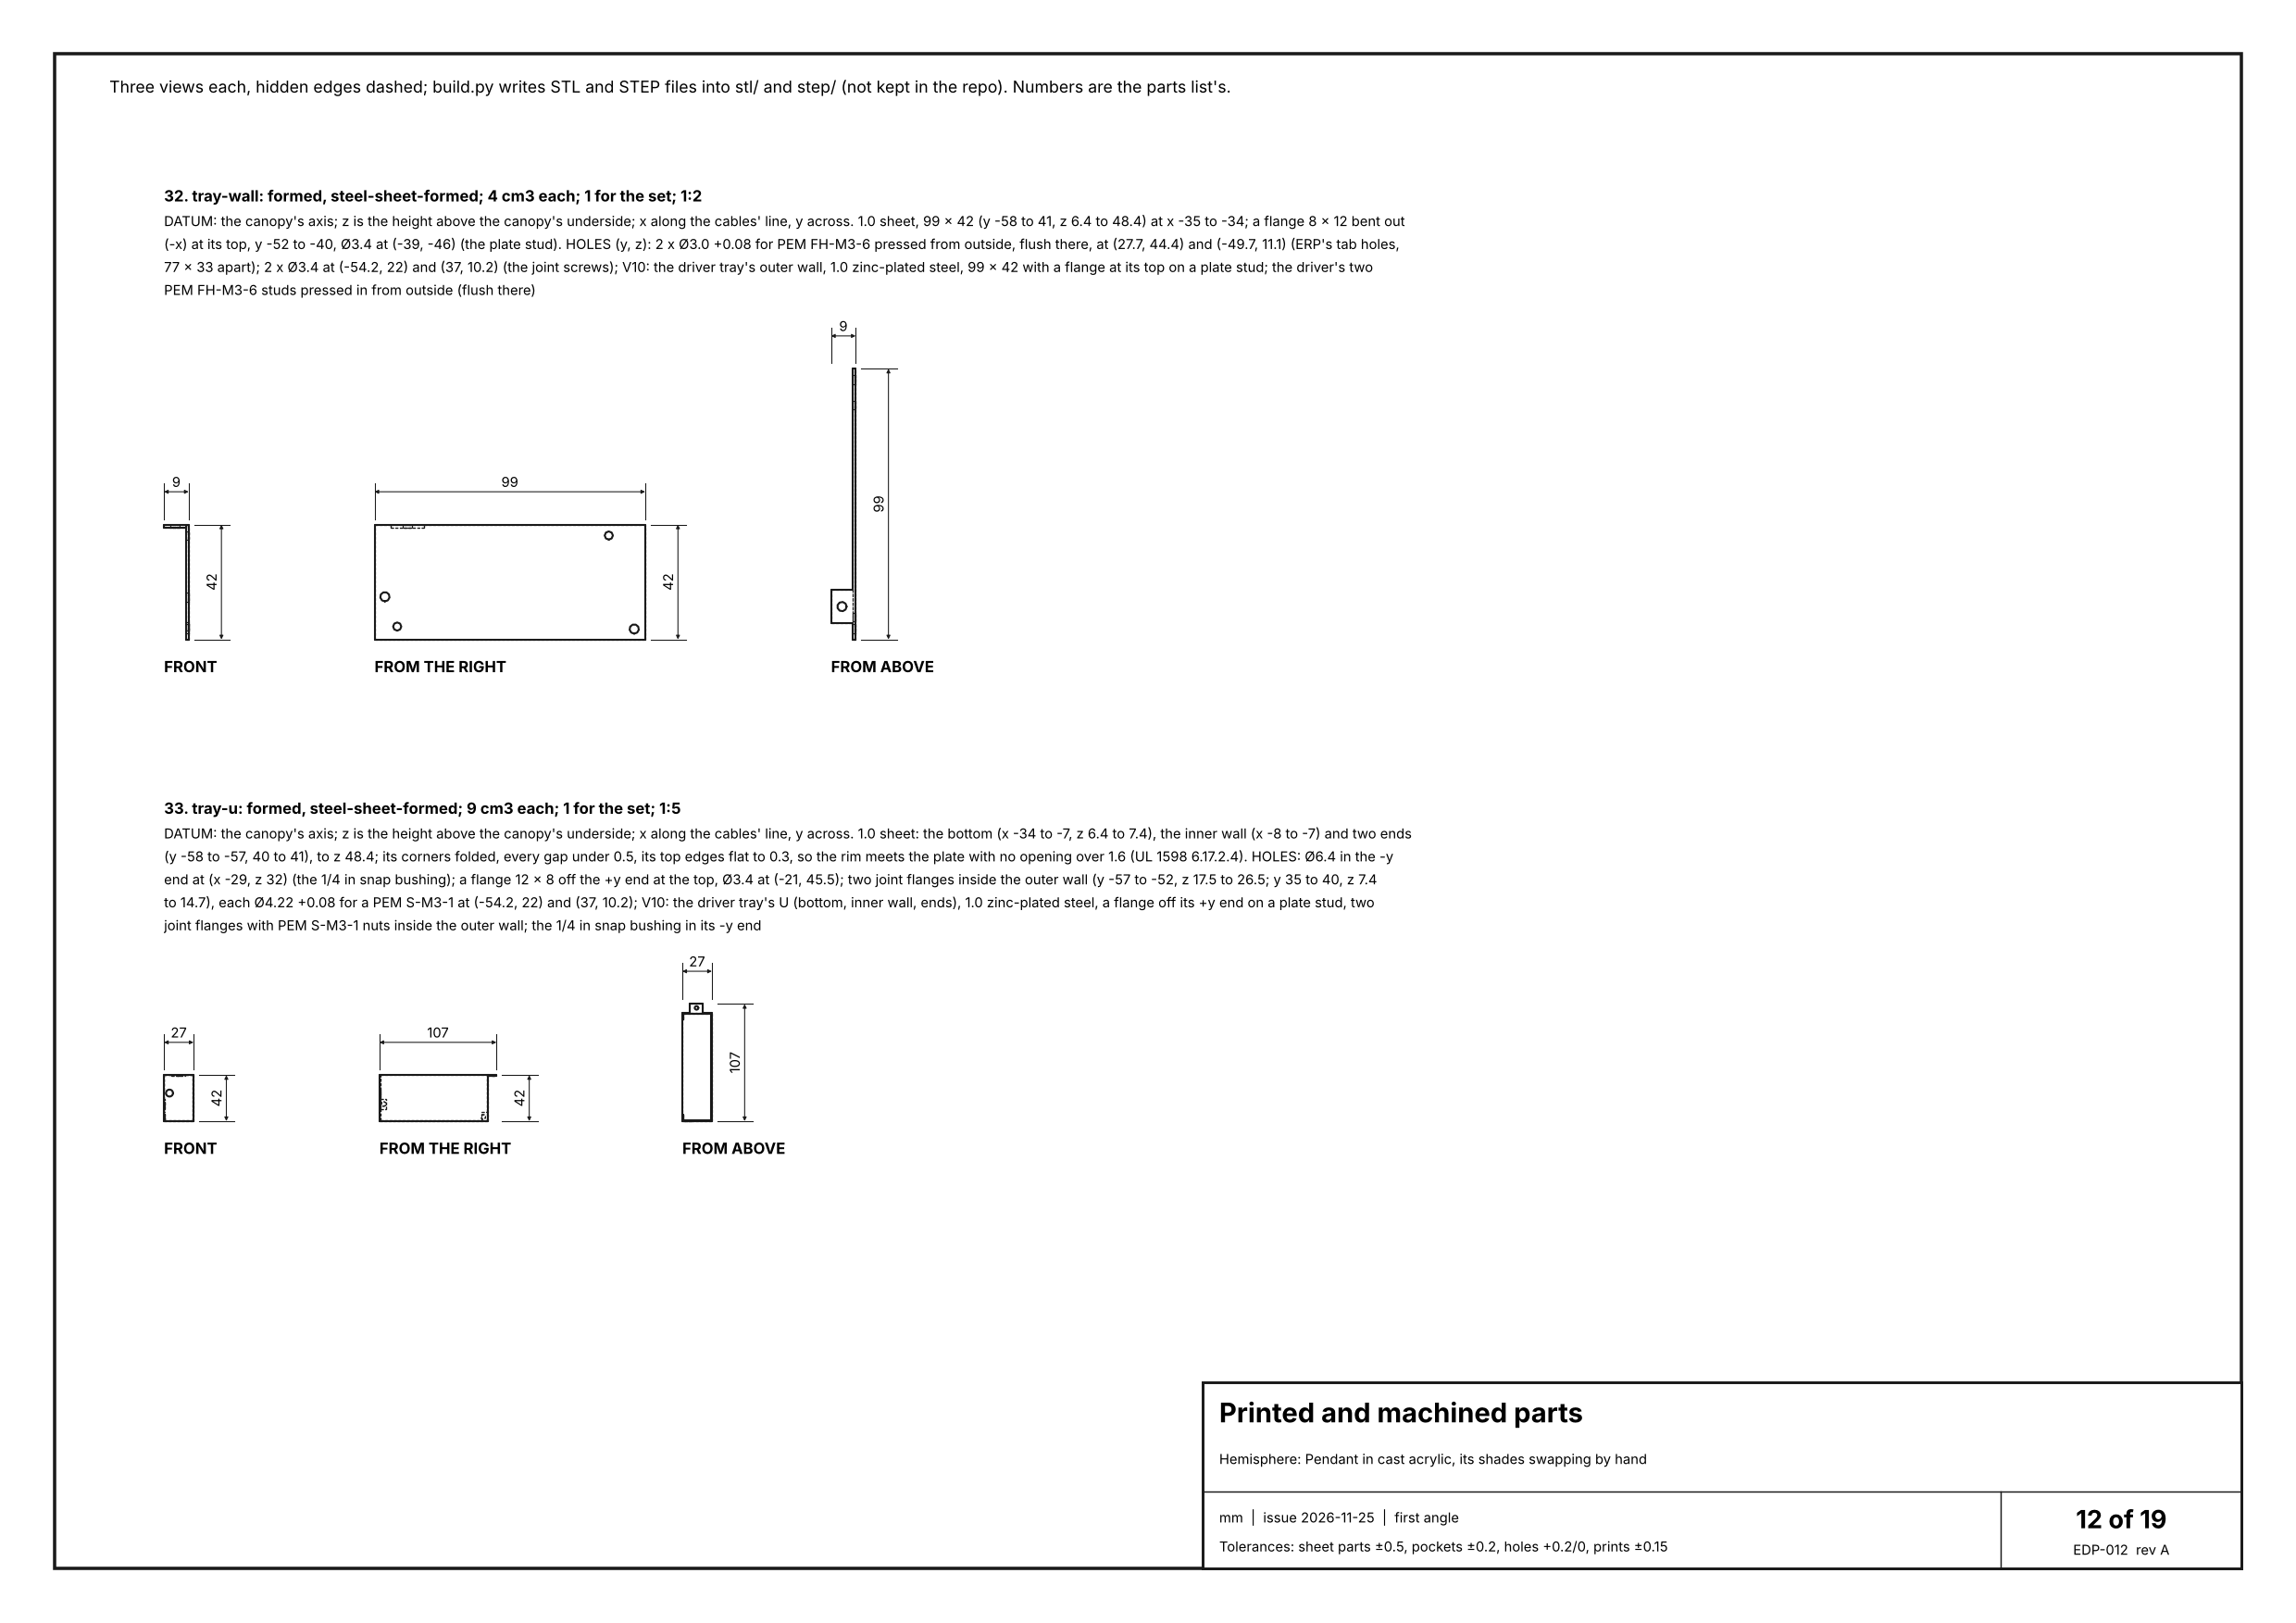 Three views each, hidden edges dashed; build.py writes STL and STEP files into stl/ and step/ (not kept in the repo). Numbers are the parts list's.
32. tray-wall: formed, steel-sheet-formed; 4 cm3 each; 1 for the set; 1:2
DATUM: the canopy's axis; z is the height above the canopy's underside; x along the cables' line, y across. 1.0 sheet, 99 × 42 (y -58 to 41, z 6.4 to 48.4) at x -35 to -34; a flange 8 × 12 bent out
(-x) at its top, y -52 to -40, Ø3.4 at (-39, -46) (the plate stud). HOLES (y, z): 2 x Ø3.0 +0.08 for PEM FH-M3-6 pressed from outside, flush there, at (27.7, 44.4) and (-49.7, 11.1) (ERP's tab holes,
77 × 33 apart); 2 x Ø3.4 at (-54.2, 22) and (37, 10.2) (the joint screws); V10: the driver tray's outer wall, 1.0 zinc-plated steel, 99 × 42 with a flange at its top on a plate stud; the driver's two
PEM FH-M3-6 studs pressed in from outside (flush there)
9
99
9
99
42
42
FRONT
FROM THE RIGHT
FROM ABOVE
33. tray-u: formed, steel-sheet-formed; 9 cm3 each; 1 for the set; 1:5
DATUM: the canopy's axis; z is the height above the canopy's underside; x along the cables' line, y across. 1.0 sheet: the bottom (x -34 to -7, z 6.4 to 7.4), the inner wall (x -8 to -7) and two ends
(y -58 to -57, 40 to 41), to z 48.4; its corners folded, every gap under 0.5, its top edges flat to 0.3, so the rim meets the plate with no opening over 1.6 (UL 1598 6.17.2.4). HOLES: Ø6.4 in the -y
end at (x -29, z 32) (the 1/4 in snap bushing); a flange 12 × 8 off the +y end at the top, Ø3.4 at (-21, 45.5); two joint flanges inside the outer wall (y -57 to -52, z 17.5 to 26.5; y 35 to 40, z 7.4
to 14.7), each Ø4.22 +0.08 for a PEM S-M3-1 at (-54.2, 22) and (37, 10.2); V10: the driver tray's U (bottom, inner wall, ends), 1.0 zinc-plated steel, a flange off its +y end on a plate stud, two
joint flanges with PEM S-M3-1 nuts inside the outer wall; the 1/4 in snap bushing in its -y end
27
27
107
107
42
42
FRONT
FROM THE RIGHT
FROM ABOVE
Printed and machined parts
Hemisphere: Pendant in cast acrylic, its shades swapping by hand
mm | issue 2026-11-25 | first angle
Tolerances: sheet parts ±0.5, pockets ±0.2, holes +0.2/0, prints ±0.15
12 of 19
EDP-012 rev A